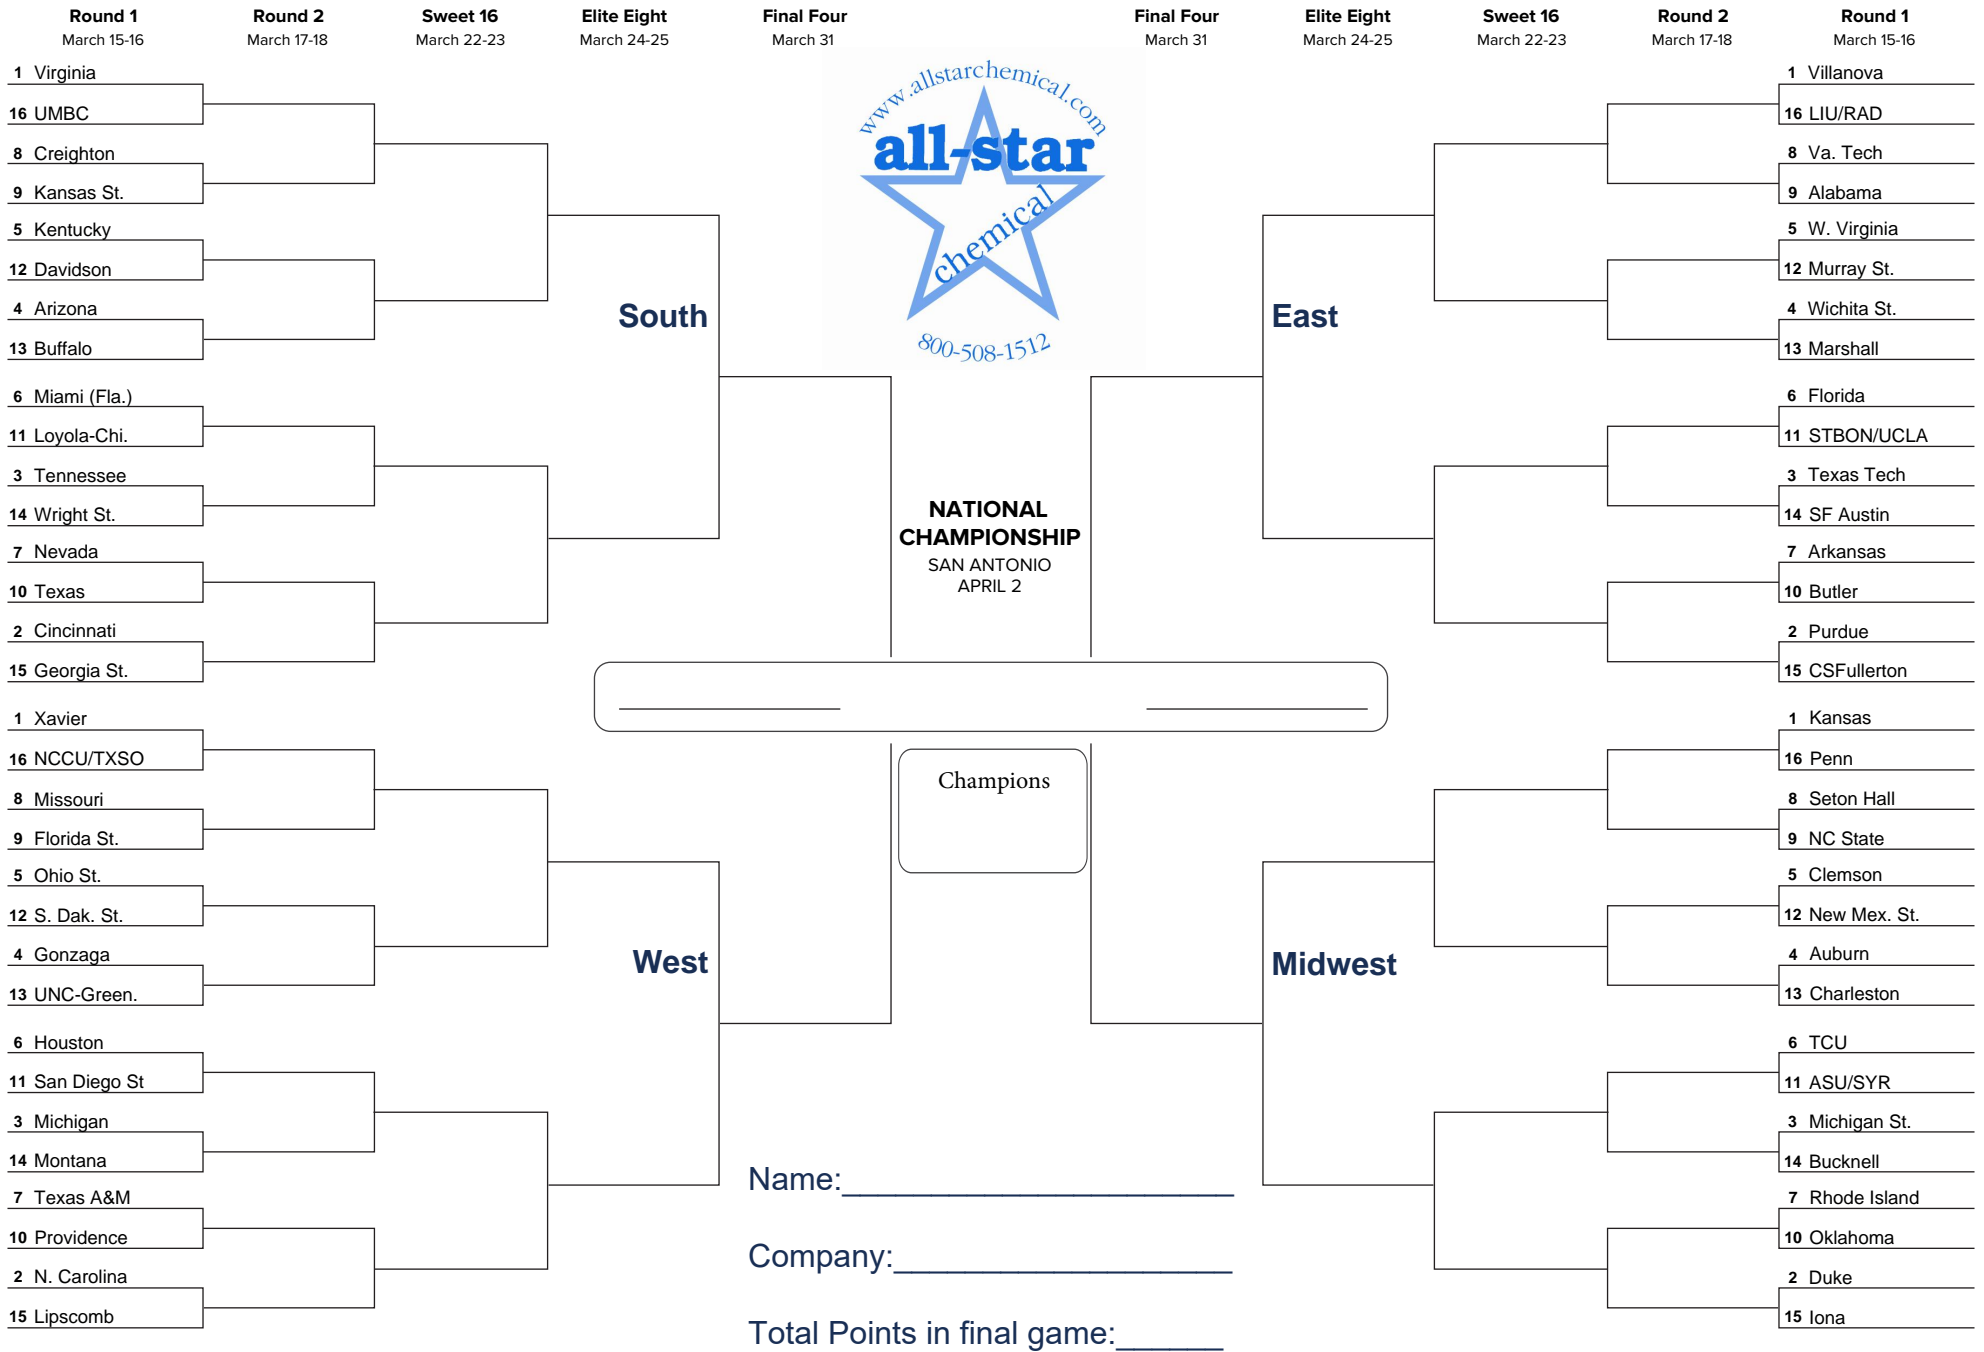 Round 1 Round 2 Sweet 16 Elite Eight Final Four Final Four Elite Eight Sweet 16 Round 2 Round 1
March 15-16 March 17-18 March 22-23 March 24-25 March 31 March 31 March 24-25 March 22-23 March 17-18 March 15-16
1 Virginia
16 UMBC
8 Creighton
9 Kansas St.
5 Kentucky
12 Davidson
4 Arizona
13 Buffalo
6 Miami (Fla.)
11 Loyola-Chi.
3 Tennessee
14 Wright St.
7 Nevada
10 Texas
2 Cincinnati
15 Georgia St.
South
1 Xavier
16 NCCU/TXSO
8 Missouri
9 Florida St.
5 Ohio St.
12 S. Dak. St.
4 Gonzaga
13 UNC-Green.
6 Houston
11 San Diego St
3 Michigan
14 Montana
7 Texas A&M
10 Providence
2 N. Carolina
15 Lipscomb
West
www.allstarchemical.com
all-star
chemical
800-508-1512
NATIONAL
CHAMPIONSHIP
SAN ANTONIO
APRIL 2
Champions
Name:______________________
Company:___________________
Total Points in final game:______
East
1 Villanova
16 LIU/RAD
8 Va. Tech
9 Alabama
5 W. Virginia
12 Murray St.
4 Wichita St.
13 Marshall
6 Florida
11 STBON/UCLA
3 Texas Tech
14 SF Austin
7 Arkansas
10 Butler
2 Purdue
15 CSFullerton
Midwest
1 Kansas
16 Penn
8 Seton Hall
9 NC State
5 Clemson
12 New Mex. St.
4 Auburn
13 Charleston
6 TCU
11 ASU/SYR
3 Michigan St.
14 Bucknell
7 Rhode Island
10 Oklahoma
2 Duke
15 Iona